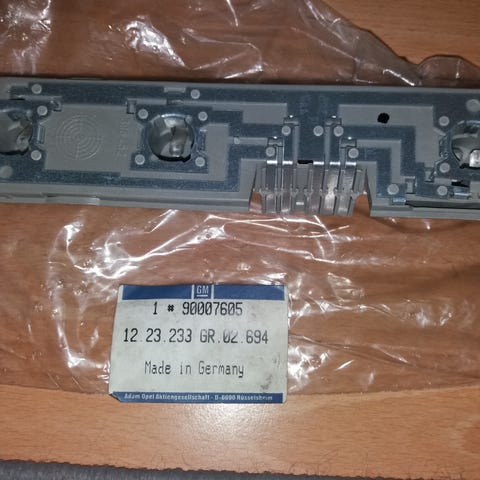 GM
1 # 90007605
12.23.233 GR.02.694
Made in Germany
Adam Opel Aktiengesellschaft · D-6090 Rüsselsheim